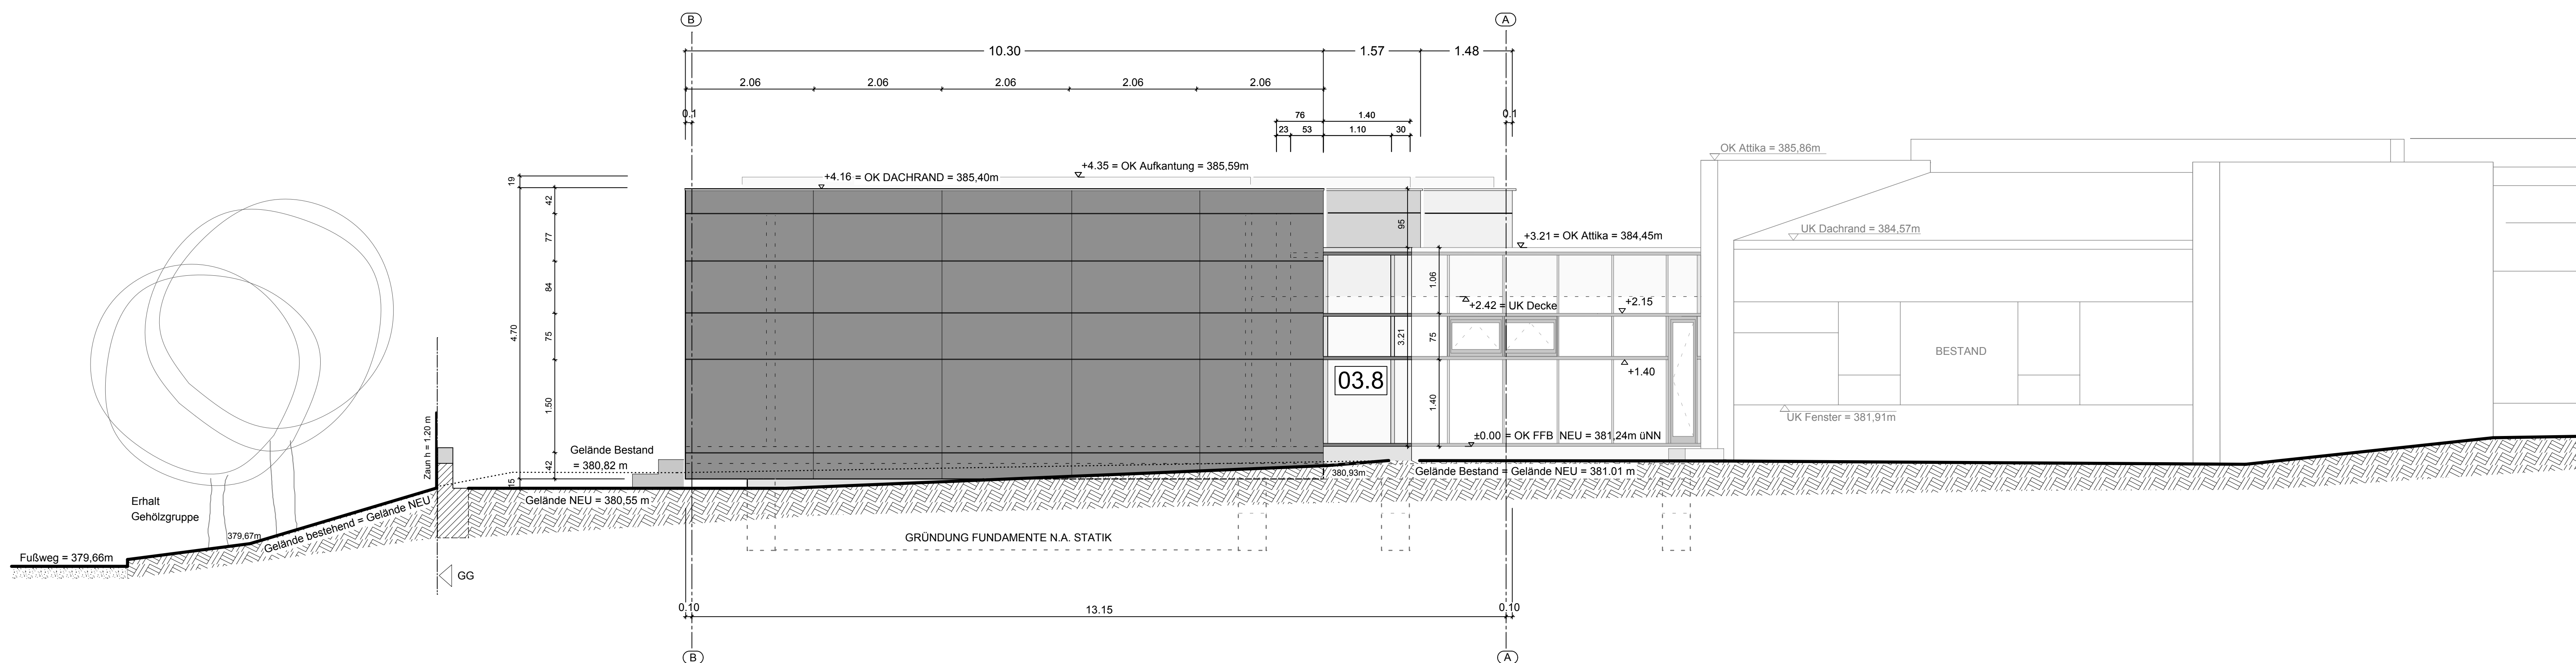 B
A
10.30
1.57
1.48
2.06
2.06
2.06
2.06
2.06
0.1
0.1
76
1.40
23
53
1.10
30
OK Attika = 385,86m
+4.35 = OK Aufkantung = 385,59m
+4.16 = OK DACHRAND = 385,40m
19
42
77
84
75
1.50
42
15
4.70
95
3.21
+3.21 = OK Attika = 384,45m
UK Dachrand = 384,57m
1.06
75
1.40
+2.42 = UK Decke
+2.15
+1.40
BESTAND
03.8
UK Fenster = 381,91m
±0.00 = OK FFB NEU = 381,24m üNN
Zaun h = 1.20 m
Gelände Bestand
= 380,82 m
380,93m
Gelände Bestand = Gelände NEU = 381.01 m
Erhalt
Gehölzgruppe
Gelände NEU = 380,55 m
Gelände bestehend = Gelände NEU
379,67m
Fußweg = 379,66m
GRÜNDUNG FUNDAMENTE N.A. STATIK
GG
0.10
13.15
0.10
B
A